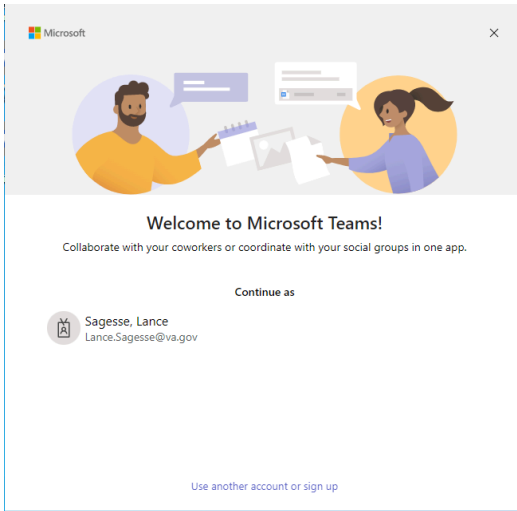 Microsoft
Welcome to Microsoft Teams!
Collaborate with your coworkers or coordinate with your social groups in one app.
Continue as
Sagesse, Lance
Lance.Sagesse@va.gov
Use another account or sign up